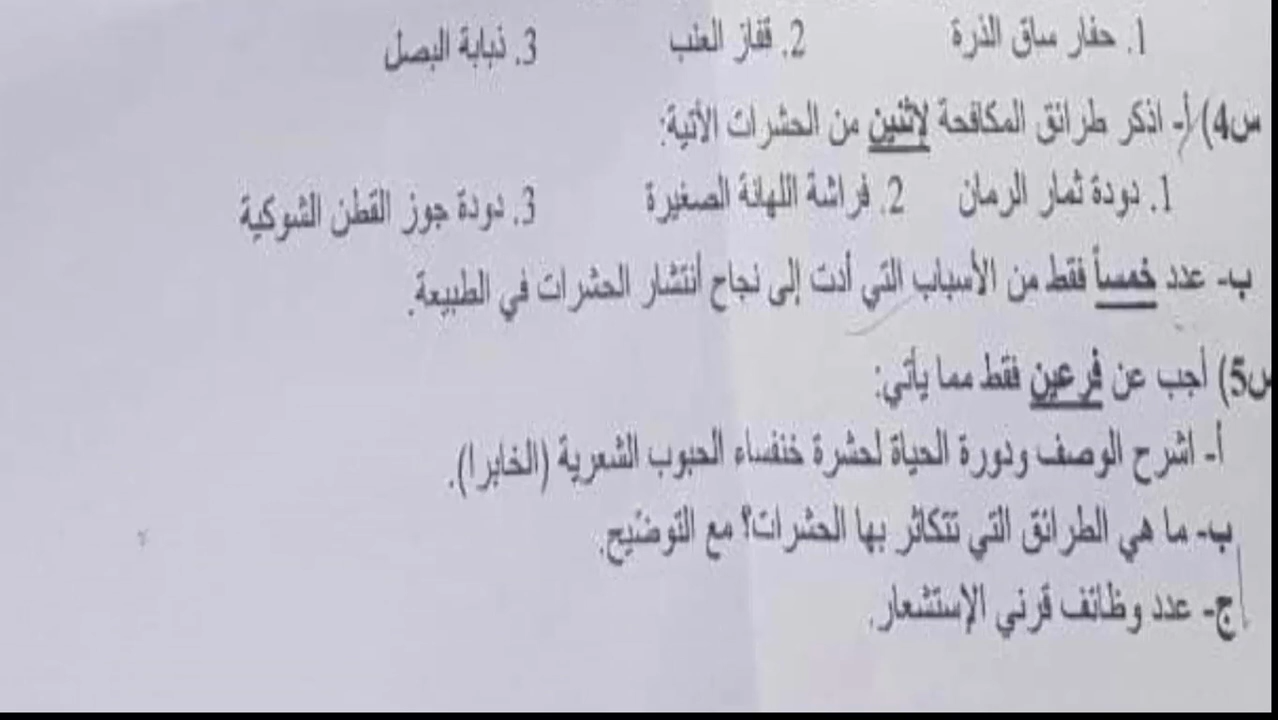 1. حفار ساق الذرة 2. قفاز العنب 3. ذبابة البصل
س4) أ- اذكر طرائق المكافحة لإثنين من الحشرات الأتية:
1. دودة ثمار الرمان 2. فراشة اللهانة الصغيرة 3. دودة جوز القطن الشوكية
ب- عدد خمساً فقط من الأسباب التي أدت إلى نجاح أنتشار الحشرات في الطبيعة.
س5) أجب عن فرعين فقط مما يأتي:
أ- اشرح الوصف ودورة الحياة لحشرة خنفساء الحبوب الشعرية (الخابرا).
ب- ما هي الطرائق التي تتكاثر بها الحشرات؟ مع التوضيح.
ج- عدد وظائف قرني الإستشعار.